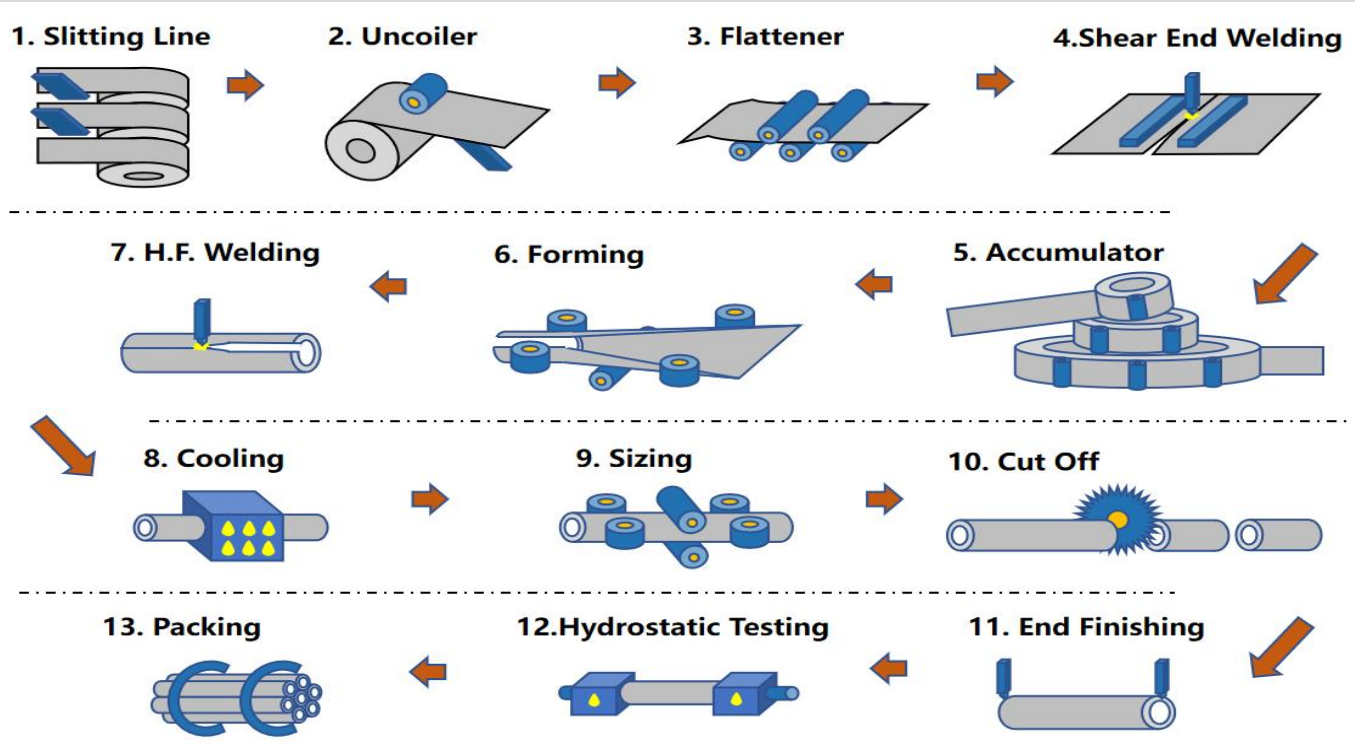 1. Slitting Line
2. Uncoiler
3. Flattener
4.Shear End Welding
5. Accumulator
6. Forming
7. H.F. Welding
8. Cooling
9. Sizing
10. Cut Off
11. End Finishing
12.Hydrostatic Testing
13. Packing